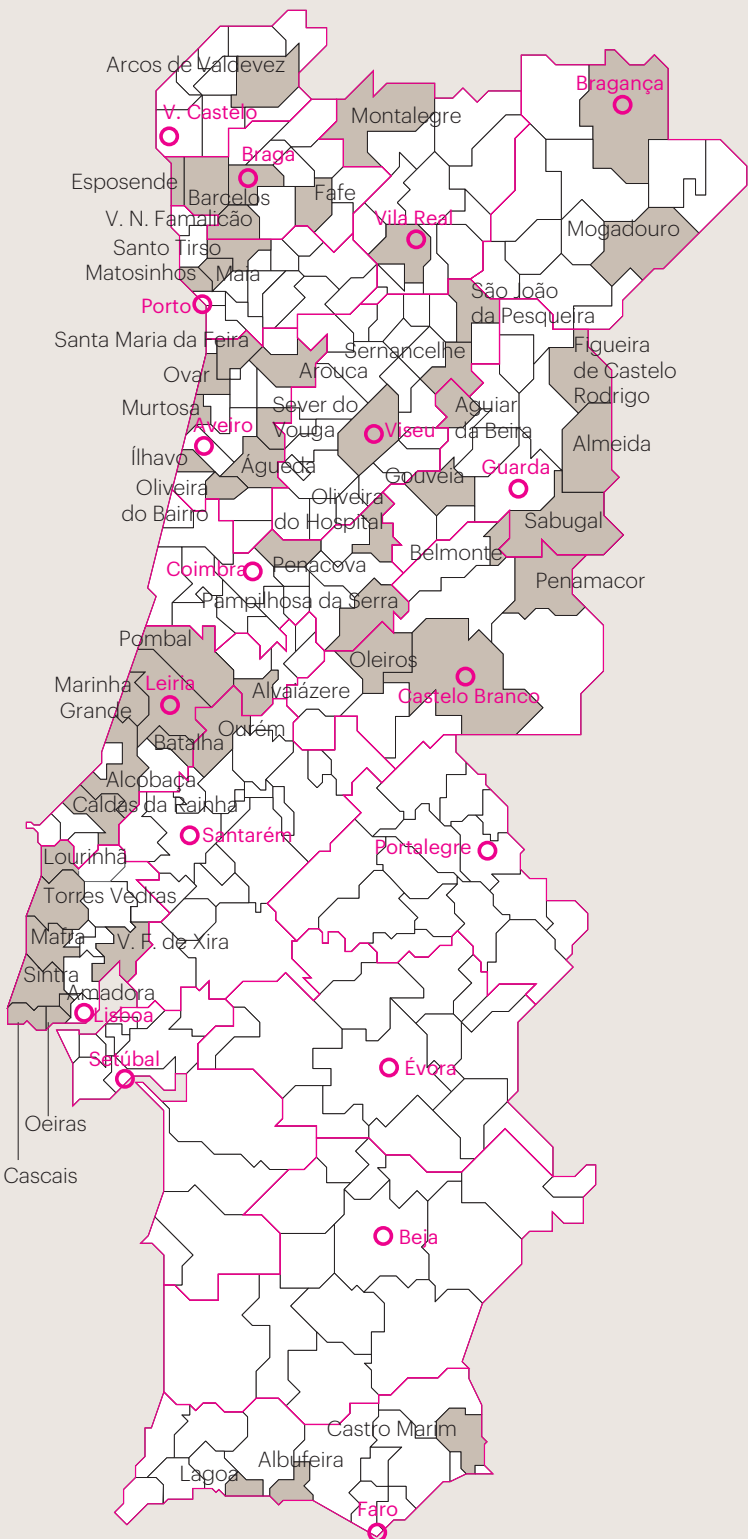 Arcos de Valdevez
Bragança
V. Castelo
Montalegre
Braga
Esposende
Barcelos
Fafe
V. N. Famalicão
Vila Real
Mogadouro
Santo Tirso
Matosinhos
Maia
Porto
São João
da Pesqueira
Santa Maria da Feira
Arouca
Sernancelhe
Figueira
de Castelo
Rodrigo
Ovar
Murtosa
Sever do
Vouga
Aveiro
Viseu
Aguiar
da Beira
Almeida
Ílhavo
Águeda
Gouveia
Guarda
Oliveira
do Bairro
Oliveira
do Hospital
Sabugal
Belmonte
Penacova
Coimbra
Penamacor
Pampilhosa da Serra
Pombal
Oleiros
Marinha
Grande
Leiria
Alvaiázere
Castelo Branco
Ourém
Batalha
Alcobaça
Caldas da Rainha
Santarém
Portalegre
Lourinhã
Torres Vedras
Mafra
V. F. de Xira
Sintra
Amadora
Lisboa
Setúbal
Évora
Oeiras
Cascais
Beja
Castro Marim
Albufeira
Lagoa
Faro